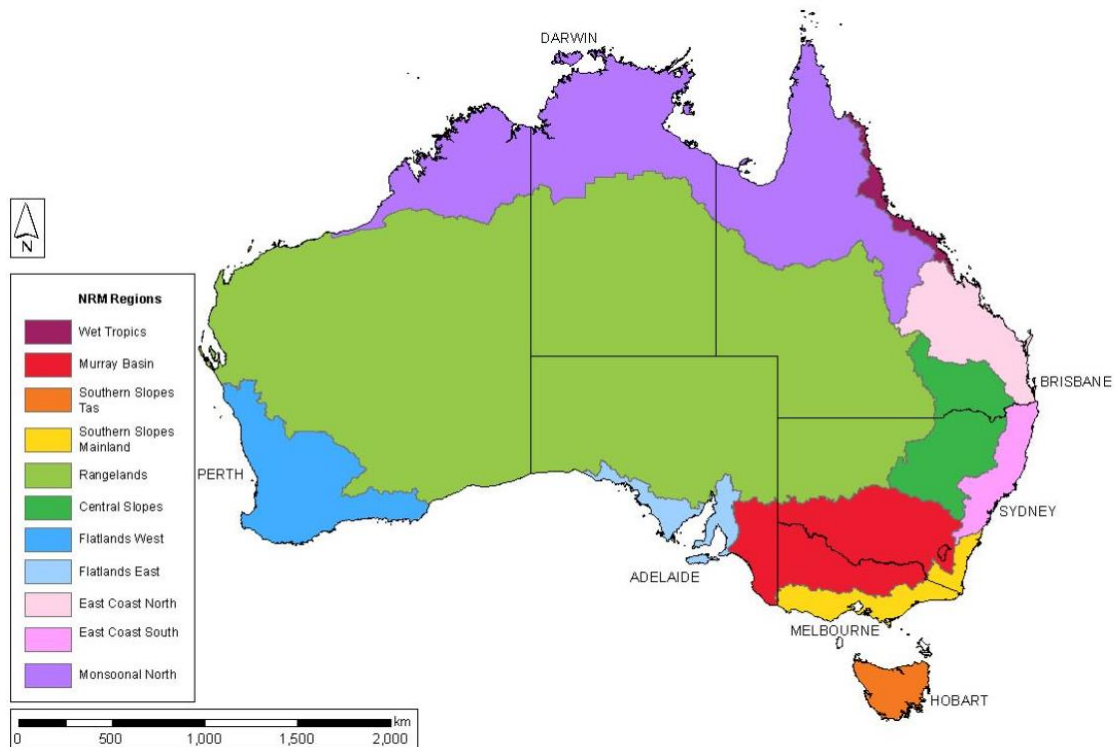 DARWIN
N
NRM Regions
Wet Tropics
Murray Basin
Southern Slopes
Tas
Southern Slopes
Mainland
Rangelands
Central Slopes
Flatlands West
Flatlands East
East Coast North
East Coast South
Monsoonal North
BRISBANE
PERTH
SYDNEY
ADELAIDE
MELBOURNE
HOBART
km
0 500 1,000 1,500 2,000